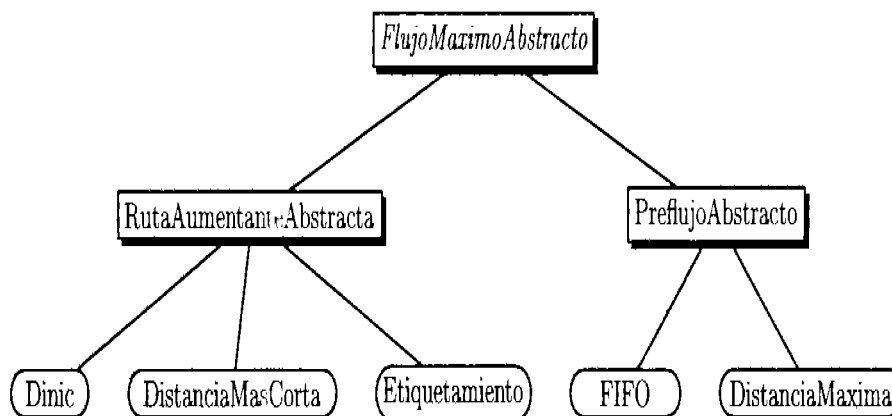 FlujoMaximoAbstracto
RutaAumentanteAbstracta
PreflujoAbstracto
Dinic
DistanciaMasCorta
Etiquetamiento
FIFO
DistanciaMaxima